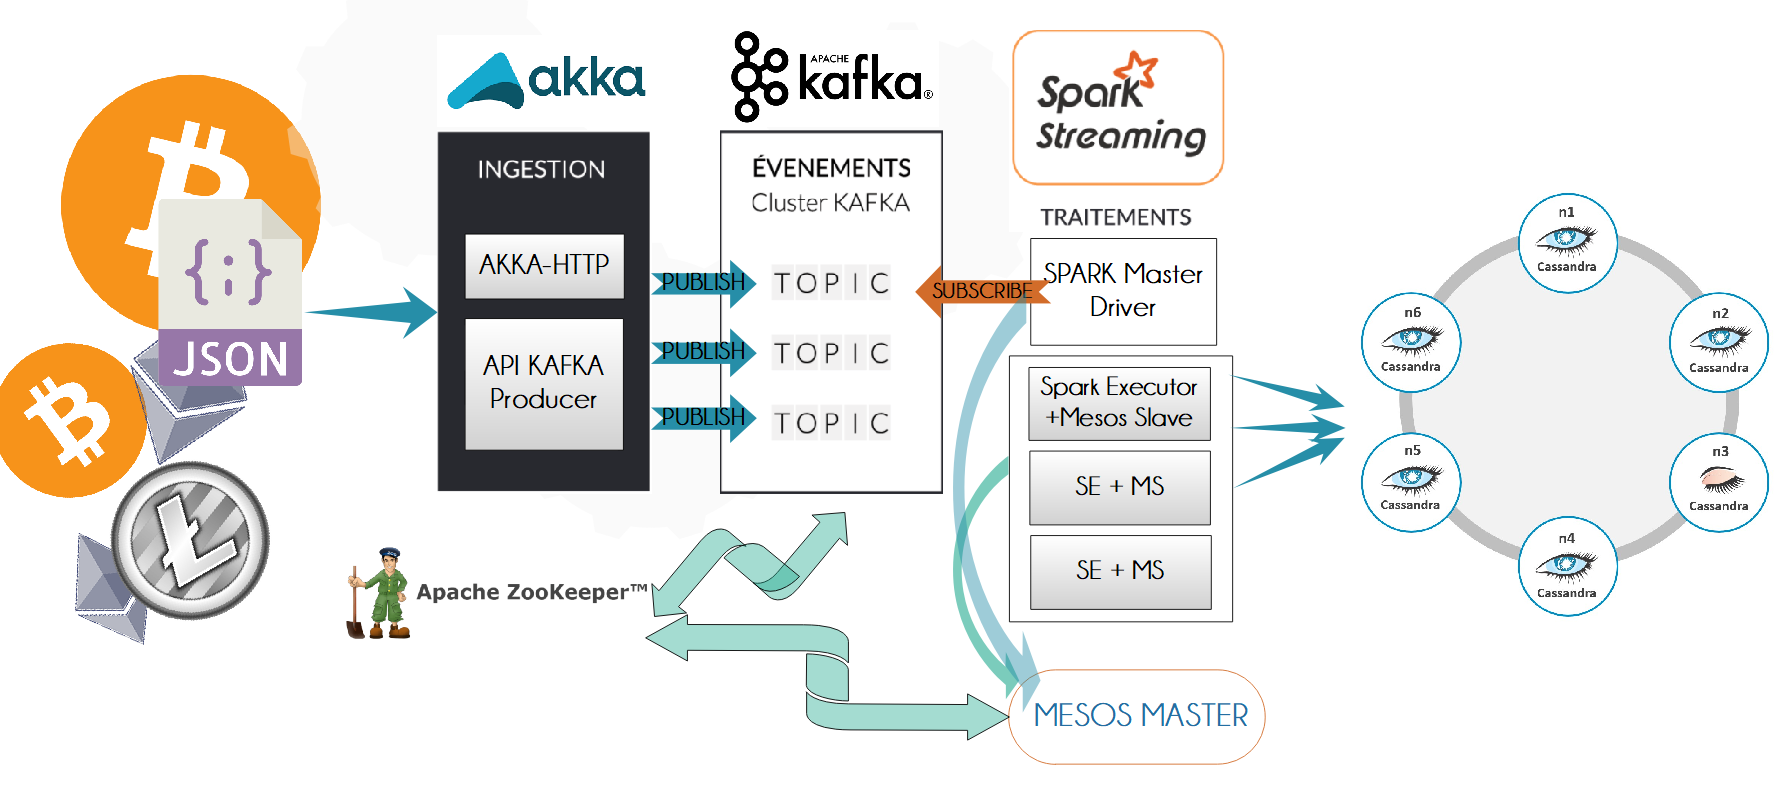 JSON
akka
INGESTION
AKKA-HTTP
API KAFKA
Producer
PUBLISH
PUBLISH
PUBLISH
APACHE
kafka®
ÉVENEMENTS
Cluster KAFKA
TOPIC
TOPIC
TOPIC
SUBSCRIBE
Spark
Streaming
TRAITEMENTS
SPARK Master
Driver
Spark Executor
+Mesos Slave
SE + MS
SE + MS
Apache ZooKeeper™
MESOS MASTER
n1
Cassandra
n2
Cassandra
n3
Cassandra
n4
Cassandra
n5
Cassandra
n6
Cassandra